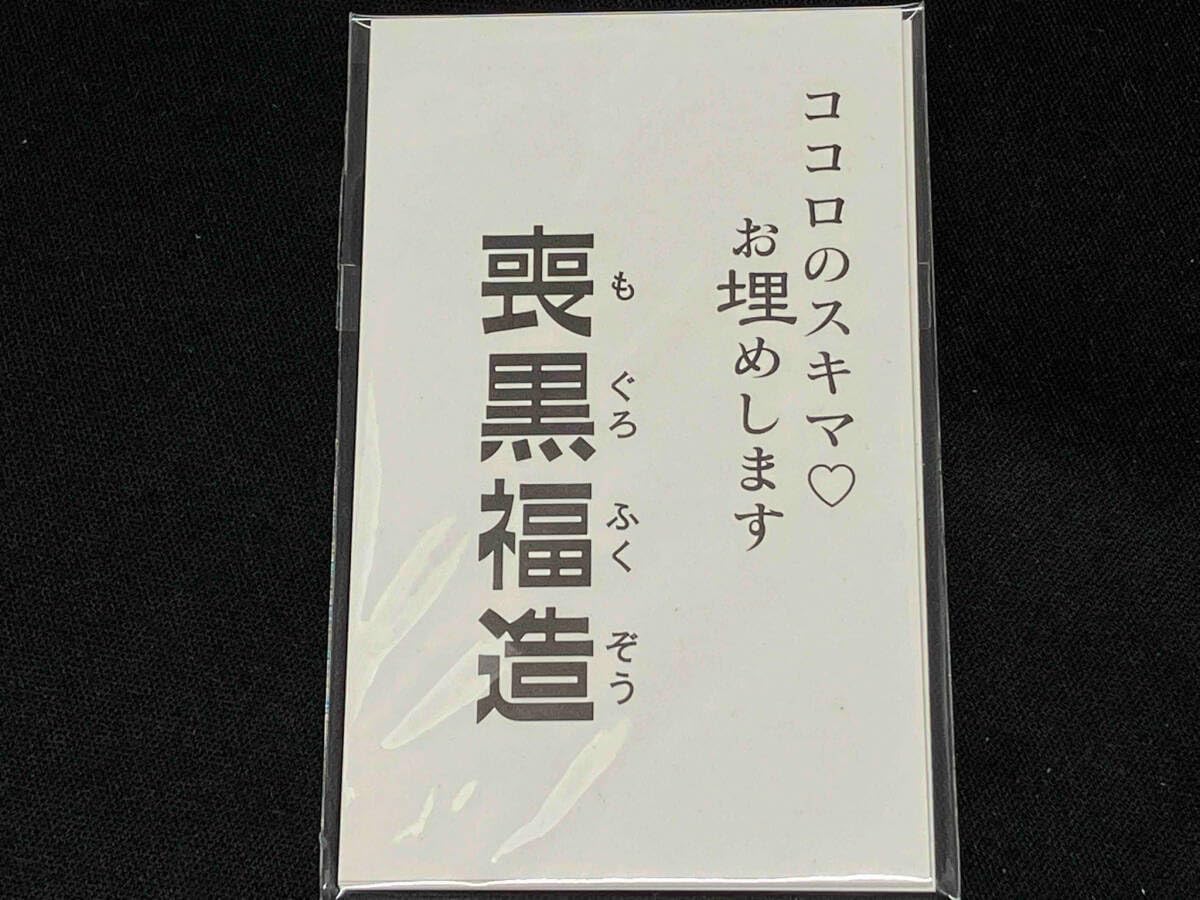 ココロのスキマ♡
お埋めします
もぐろふくぞう
喪黒福造